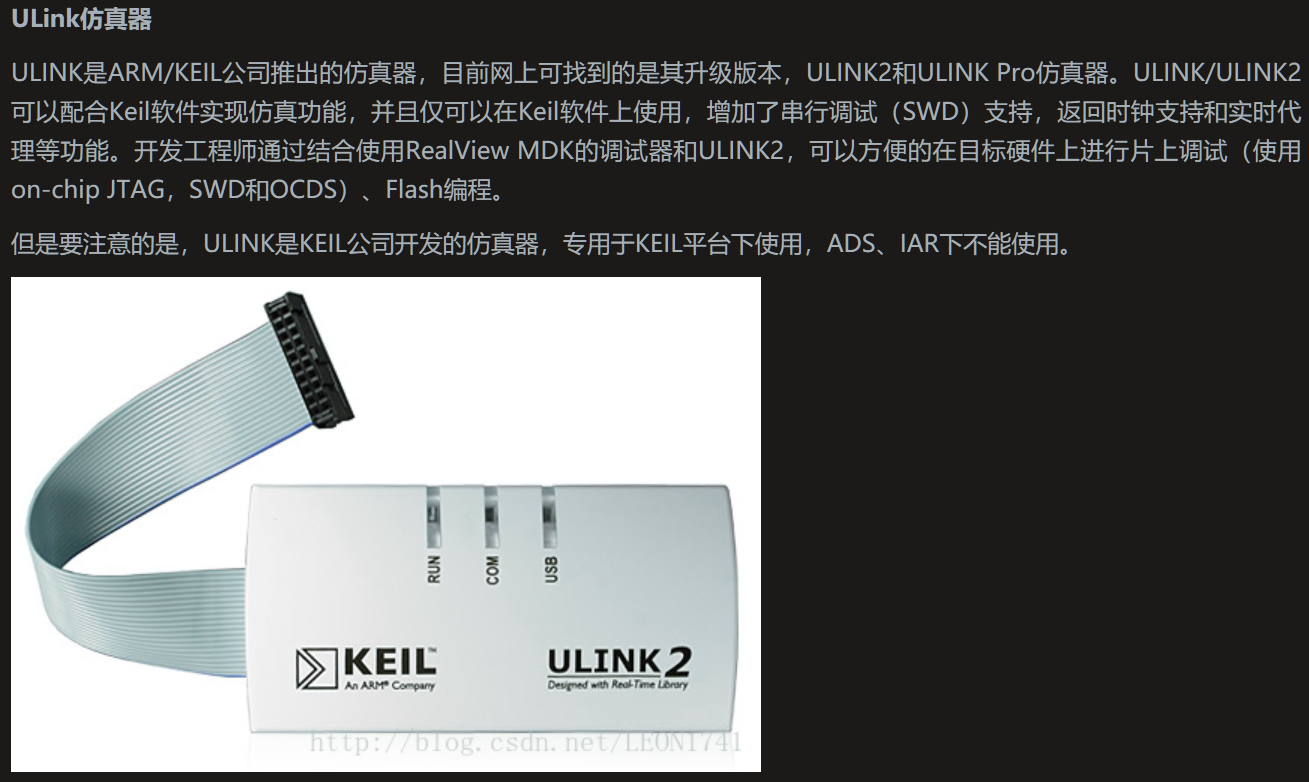 ULink仿真器
ULINK是ARM/KEIL公司推出的仿真器，目前网上可找到的是其升级版本，ULINK2和ULINK Pro仿真器。ULINK/ULINK2
可以配合Keil软件实现仿真功能，并且仅可以在Keil软件上使用，增加了串行调试（SWD）支持，返回时钟支持和实时代
理等功能。开发工程师通过结合使用RealView MDK的调试器和ULINK2，可以方便的在目标硬件上进行片上调试（使用
on-chip JTAG，SWD和OCDS）、Flash编程。
但是要注意的是，ULINK是KEIL公司开发的仿真器，专用于KEIL平台下使用，ADS、IAR下不能使用。
RUN
COM
USB
KEIL™
An ARM® Company
ULINK2
Designed with Real-Time Library
http://blog.csdn.net/LEON1741